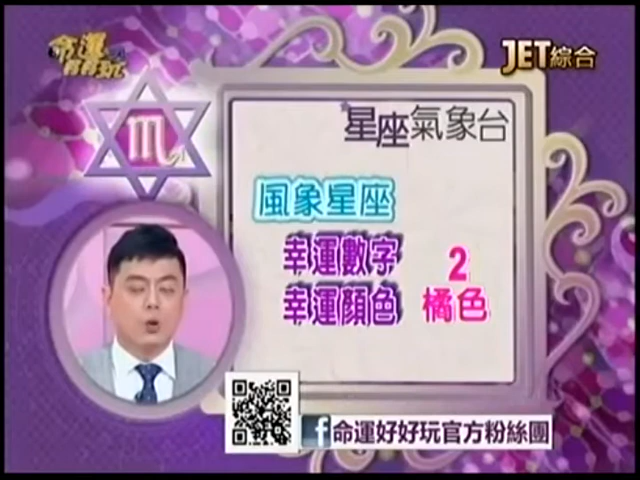 命運好好玩
JET綜合
♏
星座氣象台
風象星座
幸運數字 2
幸運顏色 橘色
f 命運好好玩官方粉絲團